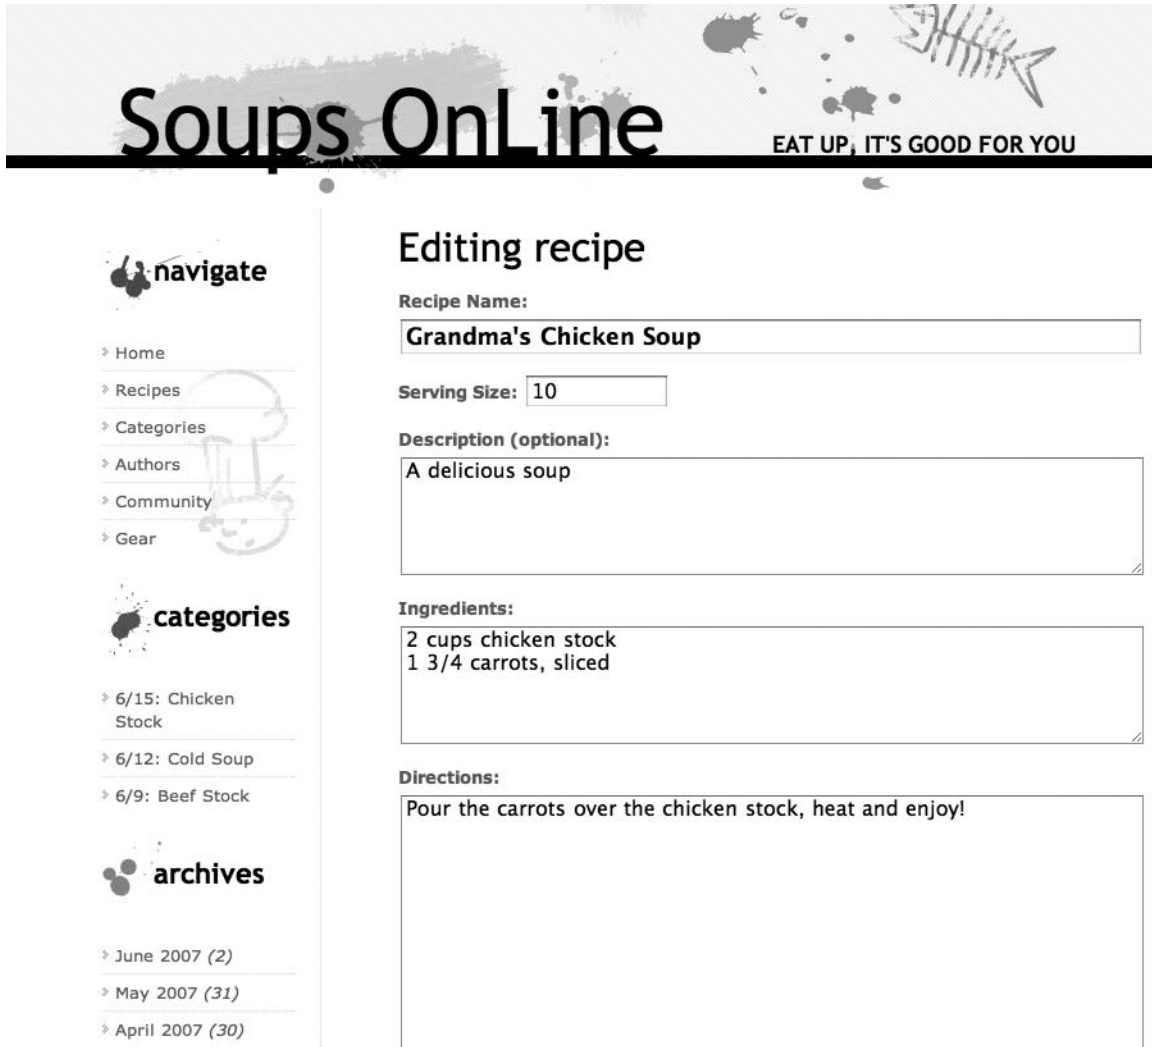 Soups OnLine
EAT UP, IT'S GOOD FOR YOU
navigate
Home
Recipes
Categories
Authors
Community
Gear
categories
6/15: Chicken
Stock
6/12: Cold Soup
6/9: Beef Stock
archives
June 2007 (2)
May 2007 (31)
April 2007 (30)
Editing recipe
Recipe Name:
Grandma's Chicken Soup
Serving Size: 10
Description (optional):
A delicious soup
Ingredients:
2 cups chicken stock
1 3/4 carrots, sliced
Directions:
Pour the carrots over the chicken stock, heat and enjoy!